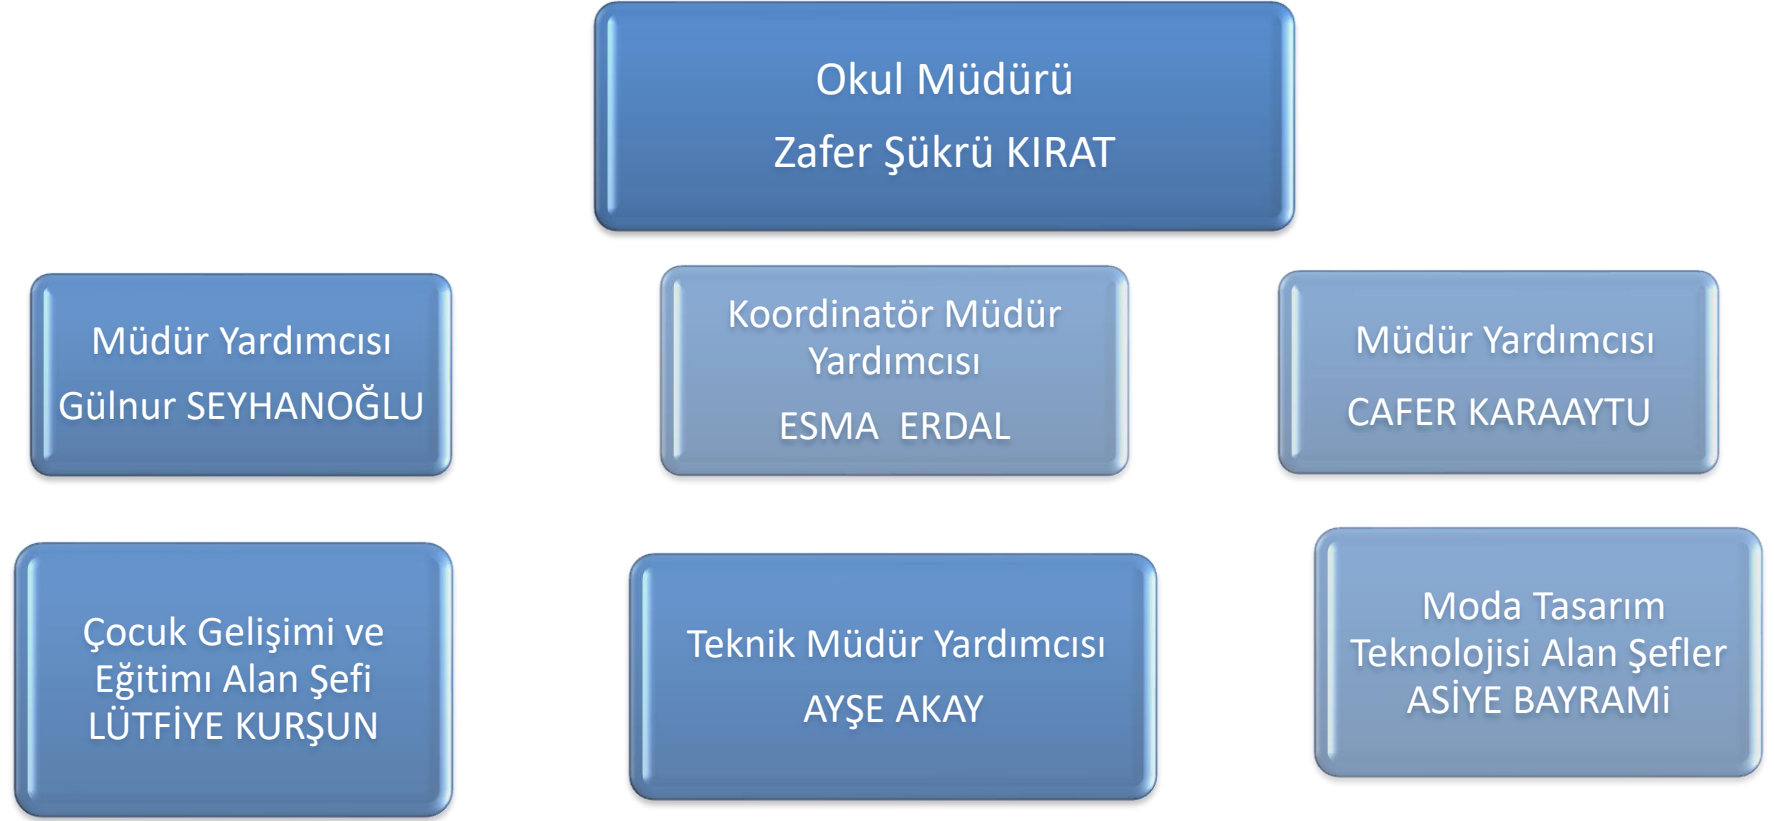 Okul Müdürü
Zafer Şükrü KIRAT
Müdür Yardımcısı
Gülnur SEYHANOĞLU
Koordinatör Müdür
Yardımcısı
ESMA  ERDAL
Müdür Yardımcısı
CAFER KARAAYTU
Çocuk Gelişimi ve
Eğitimı Alan Şefi
LÜTFİYE KURŞUN
Teknik Müdür Yardımcısı
AYŞE AKAY
Moda Tasarım
Teknolojisi Alan Şefler
ASİYE BAYRAMİ